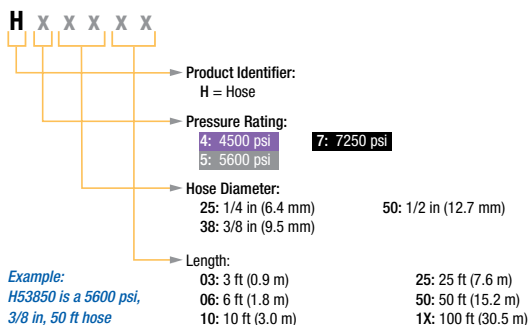 H x x x x x
Product Identifier:
H = Hose
Pressure Rating:
4: 4500 psi 7: 7250 psi
5: 5600 psi
Hose Diameter:
25: 1/4 in (6.4 mm) 50: 1/2 in (12.7 mm)
38: 3/8 in (9.5 mm)
Length:
03: 3 ft (0.9 m) 25: 25 ft (7.6 m)
06: 6 ft (1.8 m) 50: 50 ft (15.2 m)
10: 10 ft (3.0 m) 1X: 100 ft (30.5 m)
Example:
H53850 is a 5600 psi,
3/8 in, 50 ft hose